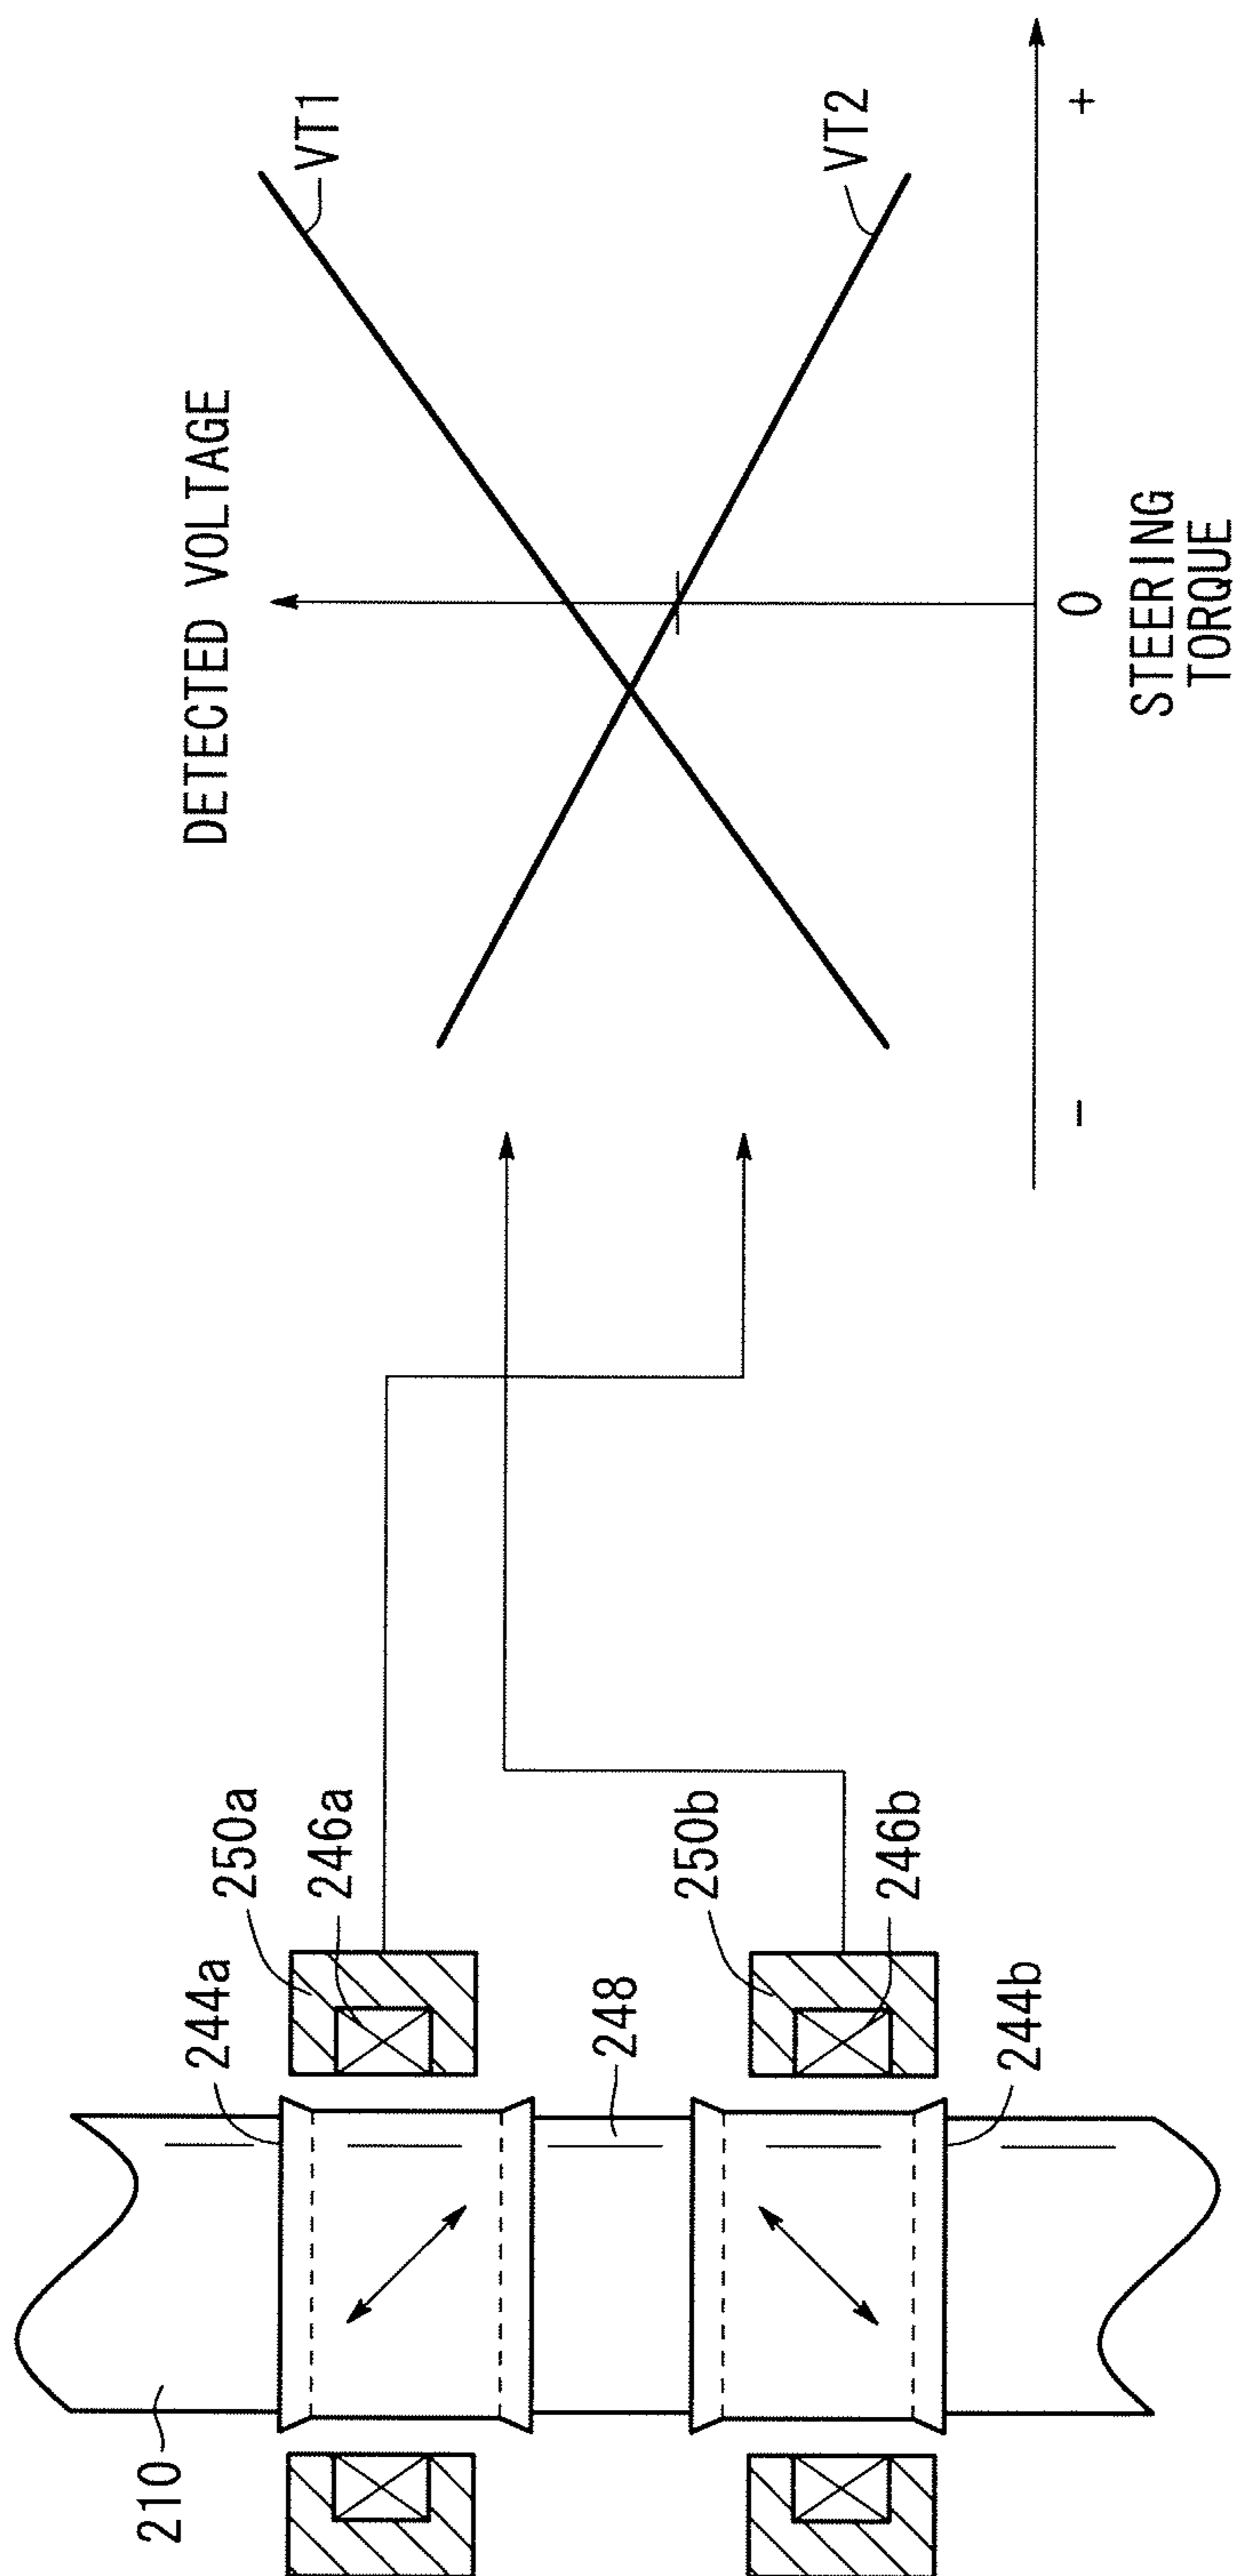 210
244a
250a
246a
248
250b
246b
244b
DETECTED VOLTAGE
VT1
VT2
-
0
+
STEERING
TORQUE